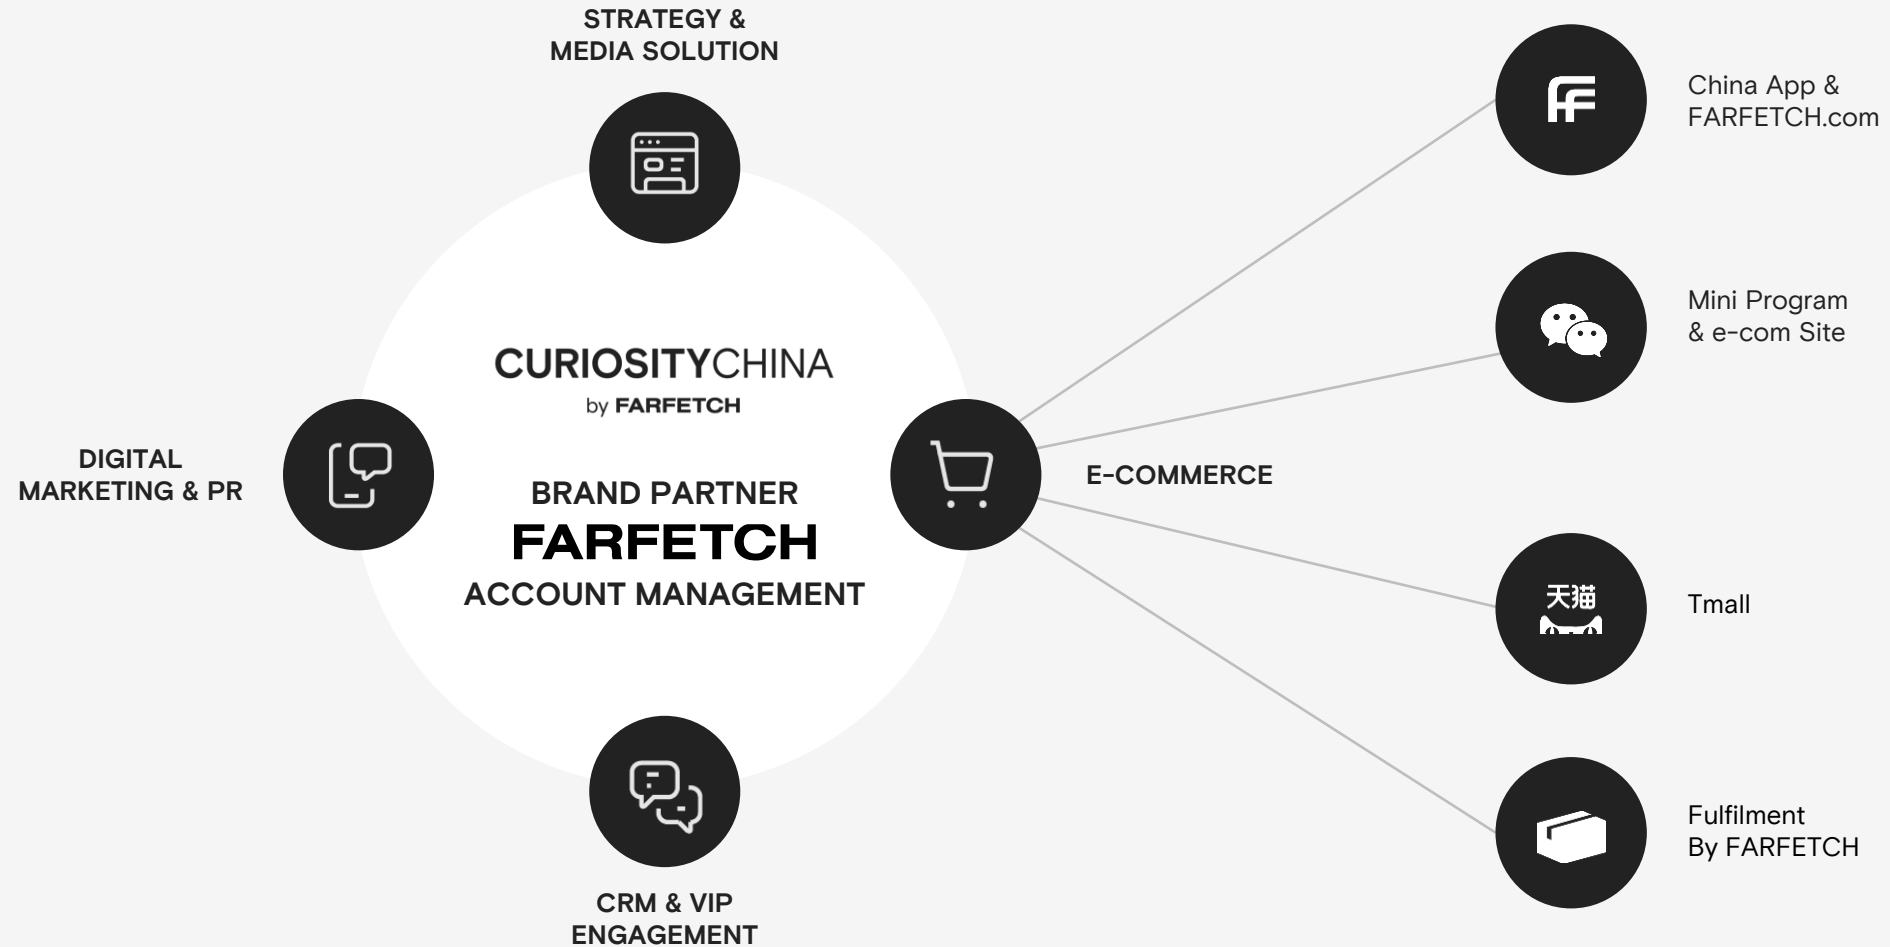 STRATEGY &
MEDIA SOLUTION
DIGITAL
MARKETING & PR
CURIOSITYCHINA
by FARFETCH
BRAND PARTNER
FARFETCH
ACCOUNT MANAGEMENT
CRM & VIP
ENGAGEMENT
E-COMMERCE
China App &
FARFETCH.com
Mini Program
& e-com Site
天猫
Tmall
Fulfilment
By FARFETCH